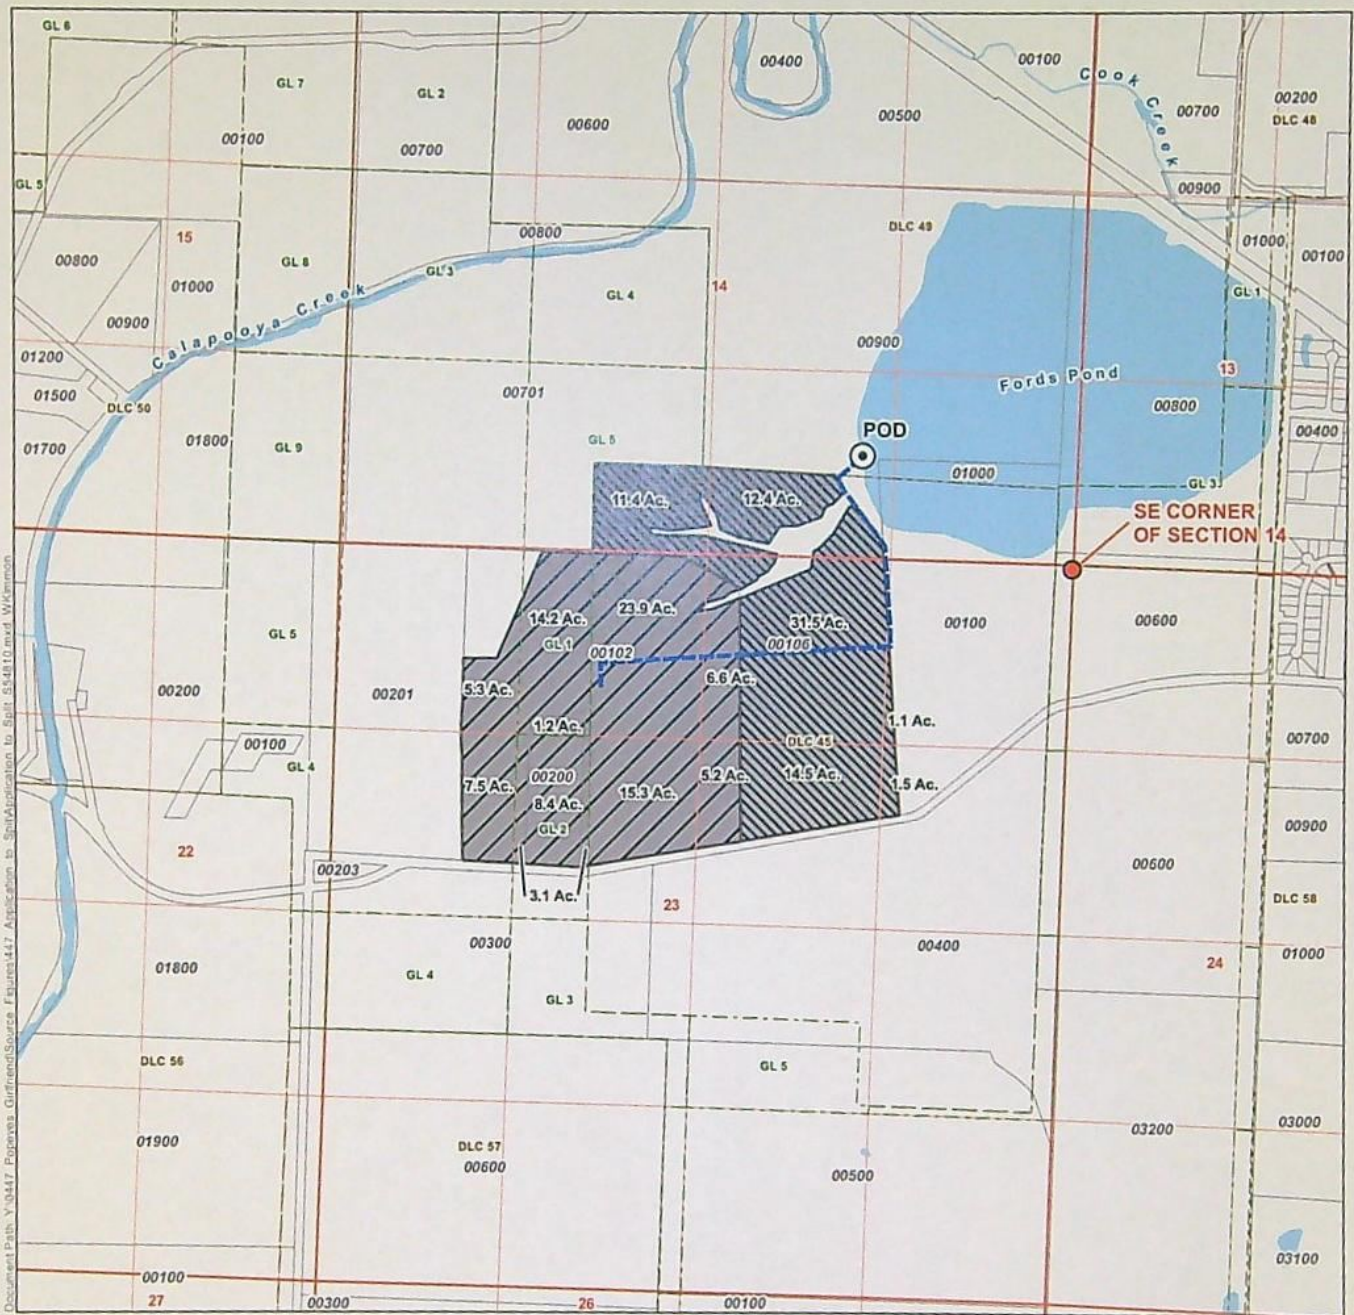 GL 6
GL 7
GL 2
00400
00100
Cook Creek
00700
00200
DLC 48
00100
00700
00600
00500
GL 5
00900
15
00800
GL 8
00800
DLC 49
01000
00100
01000
GL 3
GL 4
14
GL 1
00900
Calapooya Creek
01200
00900
Fords Pond
13
01500
DLC 50
00701
00800
01700
01800
GL 9
GL 5
POD
00400
01000
GL 3
11.4 Ac.
12.4 Ac.
SE CORNER
OF SECTION 14
14.2 Ac.
23.9 Ac.
31.5 Ac.
00100
00600
GL 5
GL 1
00102
00106
00200
00201
5.3 Ac.
6.6 Ac.
1.2 Ac.
1.1 Ac.
00100
DLC 45
00700
GL 4
7.5 Ac.
00200
15.3 Ac.
5.2 Ac.
14.5 Ac.
1.5 Ac.
8.4 Ac.
GL 2
00900
22
00203
00600
3.1 Ac.
23
DLC 58
00300
00400
01000
01800
GL 4
24
GL 3
DLC 56
GL 5
01900
DLC 57
00600
00500
03200
03000
03100
00100
27
00300
26
00100